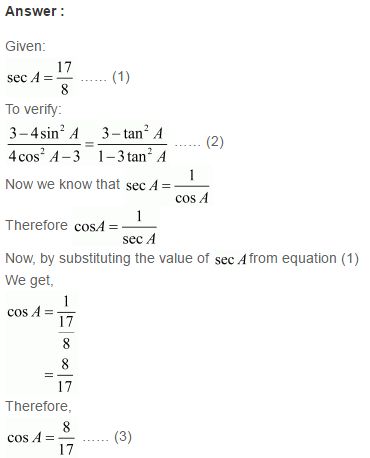 Answer :
Given:
sec A = 17/8 ...... (1)
To verify:
(3 − 4 sin² A)/(4 cos² A − 3) = (3 − tan² A)/(1 − 3 tan² A) ...... (2)
Now we know that sec A = 1/cos A
Therefore cos A = 1/sec A
Now, by substituting the value of sec A from equation (1)
We get,
cos A = 1/(17/8)
= 8/17
Therefore,
cos A = 8/17 ...... (3)